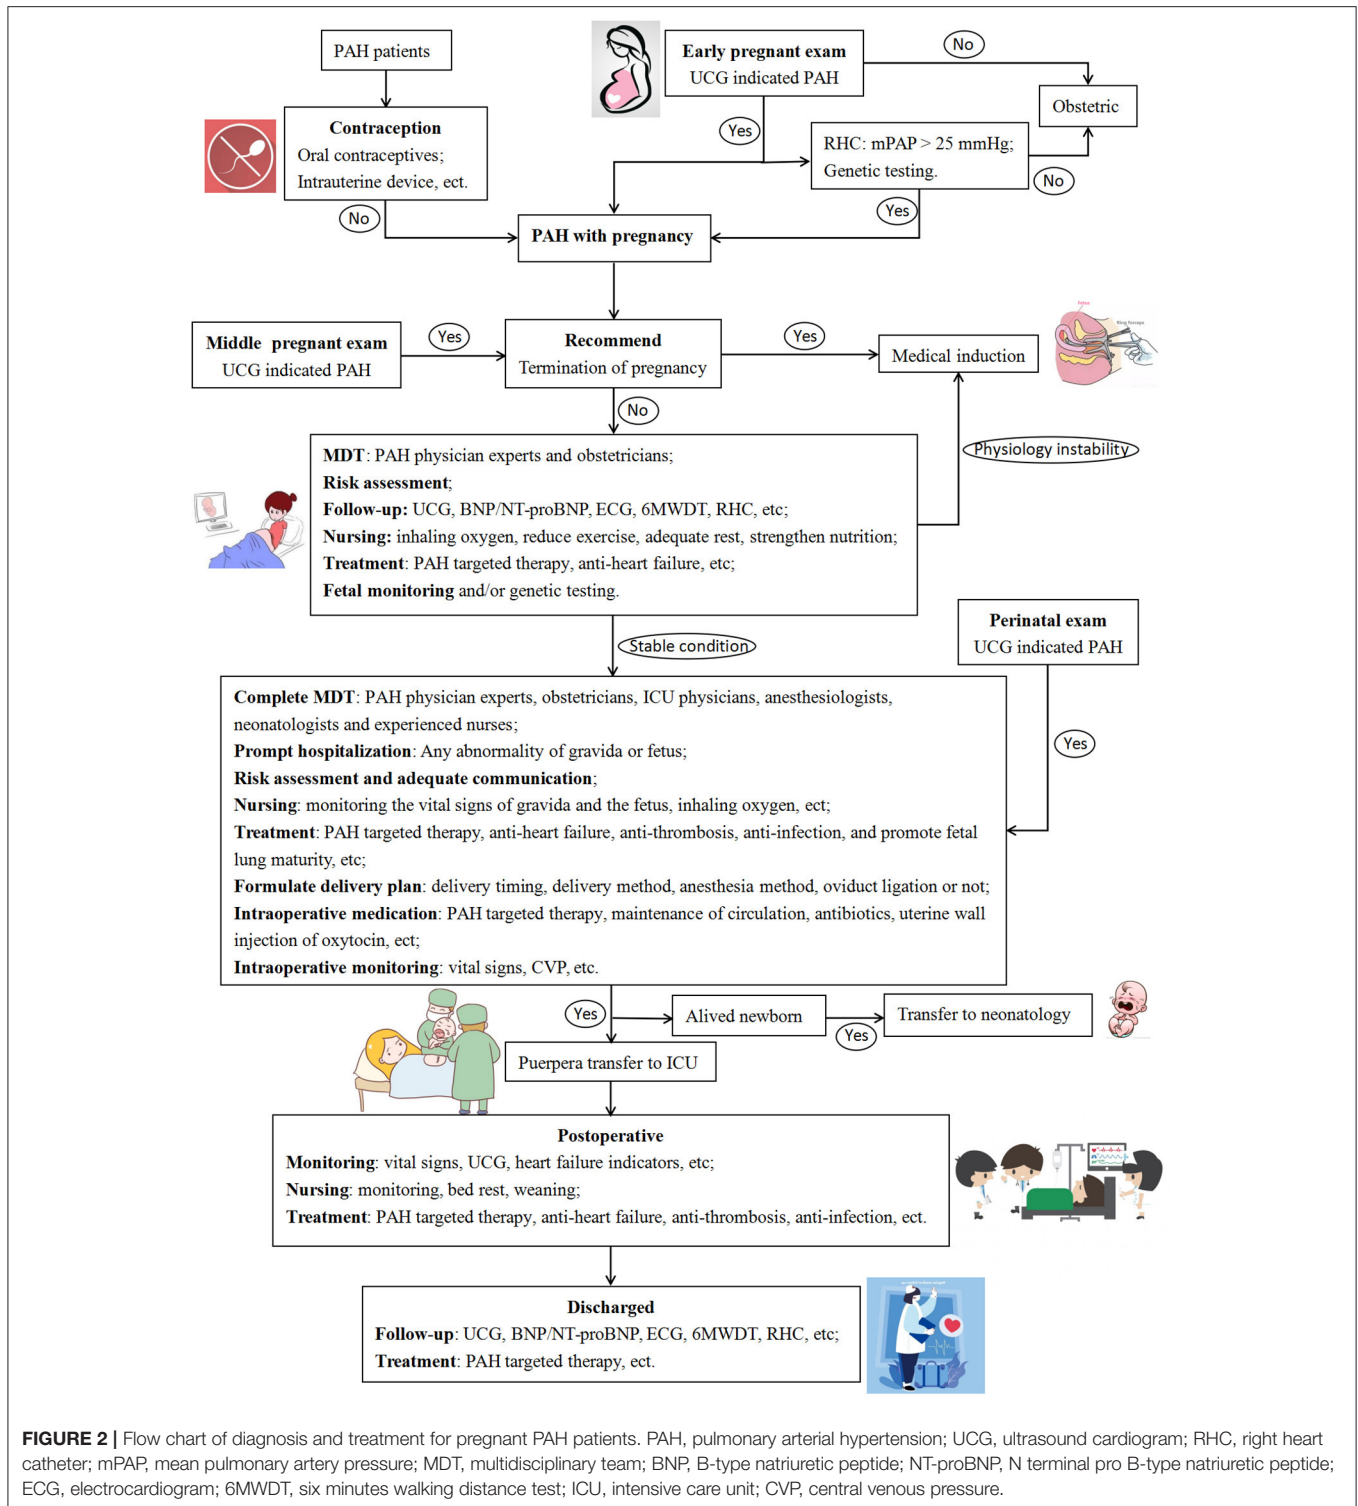 PAH patients
Contraception
Oral contraceptives;
Intrauterine device, ect.
No
Early pregnant exam
UCG indicated PAH
No
Obstetric
Yes
RHC: mPAP > 25 mmHg;
Genetic testing.
No
Yes
PAH with pregnancy
Middle pregnant exam
UCG indicated PAH
Yes
Recommend
Termination of pregnancy
Yes
Medical induction
Fetus
Ring forceps
No
Physiology instability
MDT: PAH physician experts and obstetricians;
Risk assessment;
Follow-up: UCG, BNP/NT-proBNP, ECG, 6MWDT, RHC, etc;
Nursing: inhaling oxygen, reduce exercise, adequate rest, strengthen nutrition;
Treatment: PAH targeted therapy, anti-heart failure, etc;
Fetal monitoring and/or genetic testing.
Stable condition
Perinatal exam
UCG indicated PAH
Yes
Complete MDT: PAH physician experts, obstetricians, ICU physicians, anesthesiologists,
neonatologists and experienced nurses;
Prompt hospitalization: Any abnormality of gravida or fetus;
Risk assessment and adequate communication;
Nursing: monitoring the vital signs of gravida and the fetus, inhaling oxygen, ect;
Treatment: PAH targeted therapy, anti-heart failure, anti-thrombosis, anti-infection, and promote fetal
lung maturity, etc;
Formulate delivery plan: delivery timing, delivery method, anesthesia method, oviduct ligation or not;
Intraoperative medication: PAH targeted therapy, maintenance of circulation, antibiotics, uterine wall
injection of oxytocin, ect;
Intraoperative monitoring: vital signs, CVP, etc.
Yes
Alived newborn
Yes
Transfer to neonatology
Puerpera transfer to ICU
Postoperative
Monitoring: vital signs, UCG, heart failure indicators, etc;
Nursing: monitoring, bed rest, weaning;
Treatment: PAH targeted therapy, anti-heart failure, anti-thrombosis, anti-infection, ect.
Discharged
Follow-up: UCG, BNP/NT-proBNP, ECG, 6MWDT, RHC, etc;
Treatment: PAH targeted therapy, ect.
FIGURE 2 | Flow chart of diagnosis and treatment for pregnant PAH patients. PAH, pulmonary arterial hypertension; UCG, ultrasound cardiogram; RHC, right heart
catheter; mPAP, mean pulmonary artery pressure; MDT, multidisciplinary team; BNP, B-type natriuretic peptide; NT-proBNP, N terminal pro B-type natriuretic peptide;
ECG, electrocardiogram; 6MWDT, six minutes walking distance test; ICU, intensive care unit; CVP, central venous pressure.